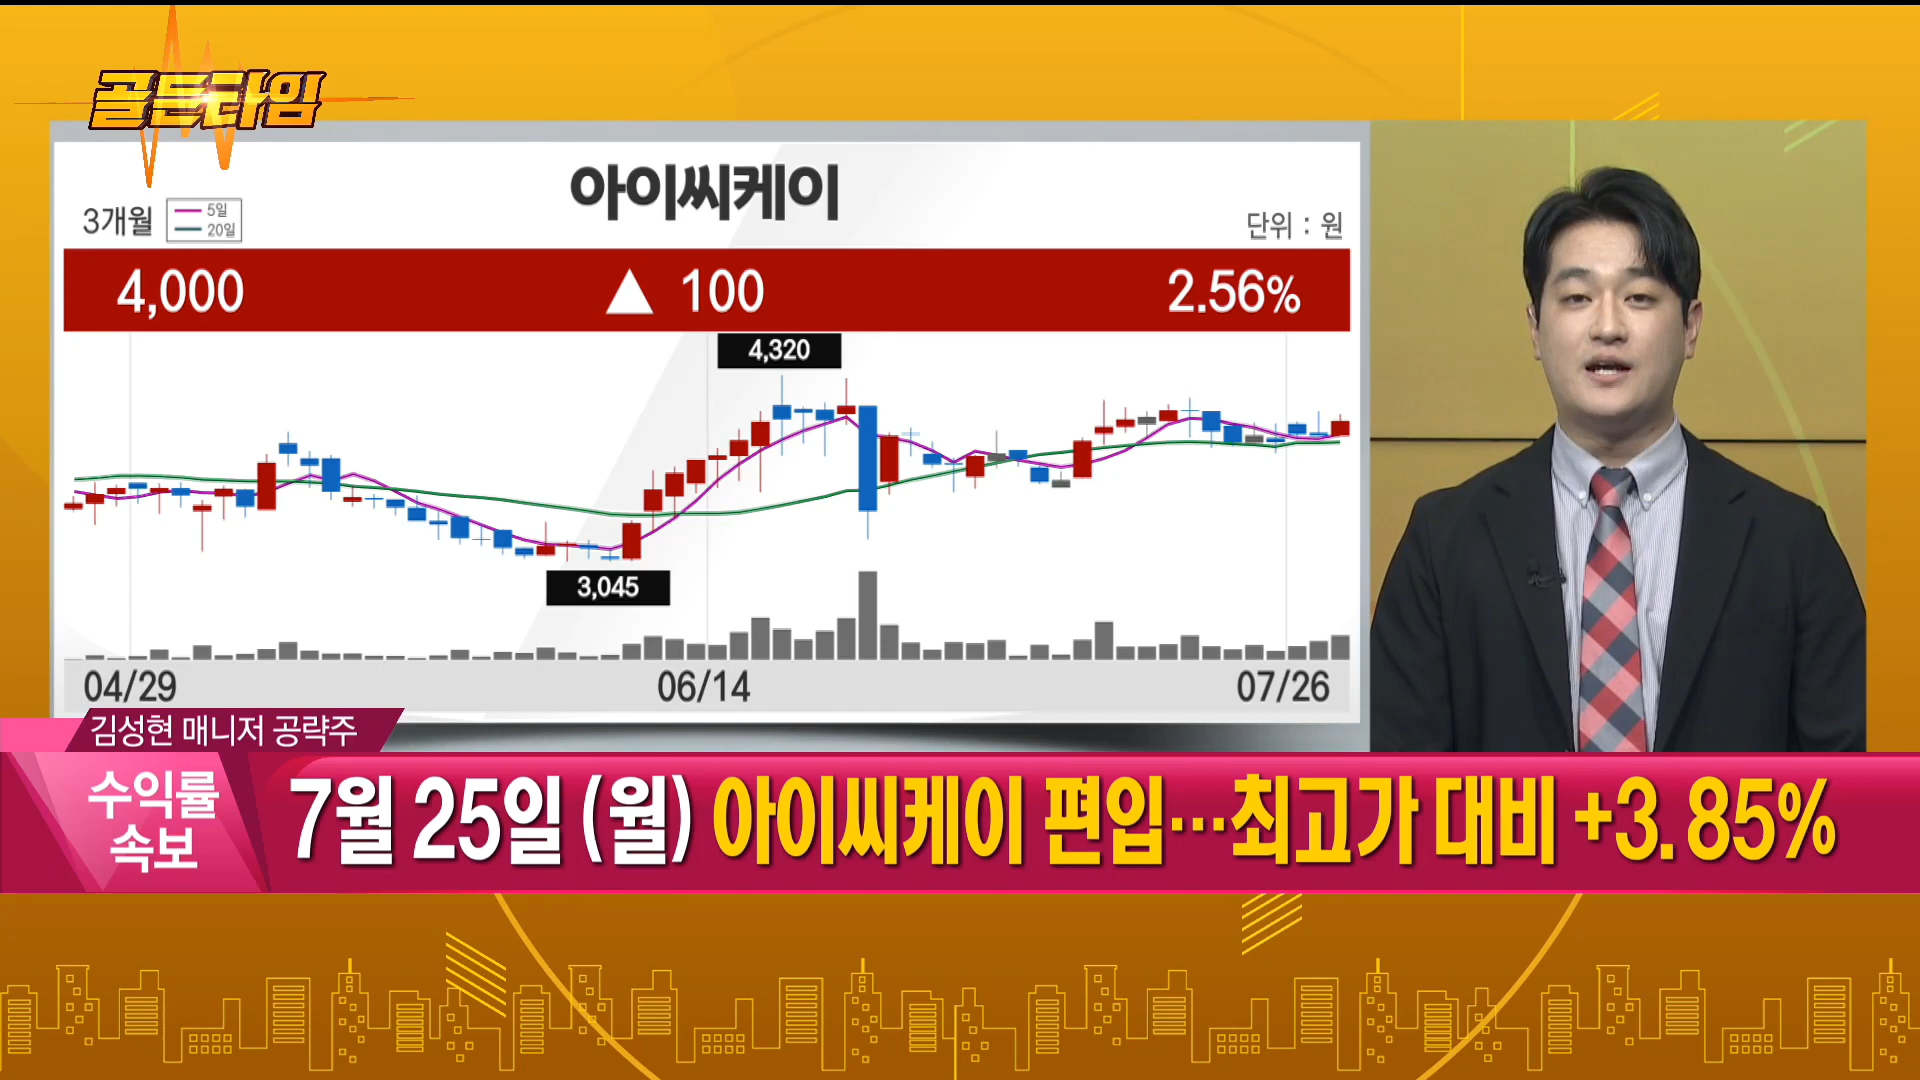 골든타임
아이씨케이
3개월
5일
20일
단위 : 원
4,000 ▲ 100 2.56%
4,320
3,045
04/29 06/14 07/26
김성현 매니저 공략주
수익률
속보
7월 25일 (월) 아이씨케이 편입…최고가 대비 +3.85%